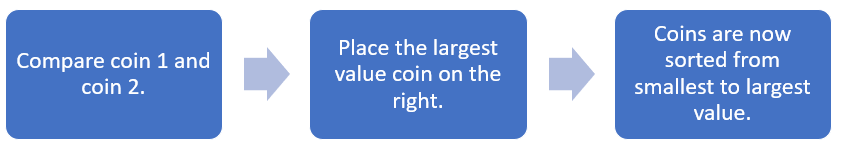 Compare coin 1 and
coin 2.
Place the largest
value coin on the
right.
Coins are now
sorted from
smallest to largest
value.